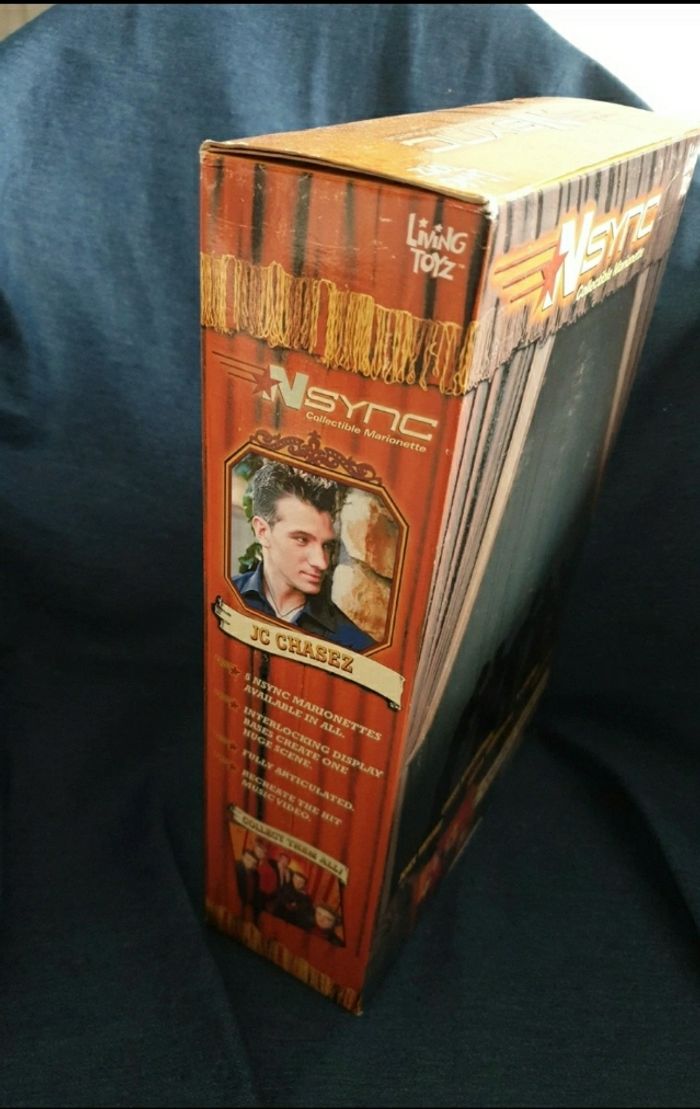 LIVING
TOYZ™
NSYNC
Collectible Marionette
NSYNC
Collectible Marionette
JC CHASEZ
5 NSYNC MARIONETTES
AVAILABLE IN ALL.
INTERLOCKING DISPLAY
BASES CREATE ONE
HUGE SCENE.
FULLY ARTICULATED.
RECREATE THE HIT
MUSIC VIDEO.
COLLECT THEM ALL!